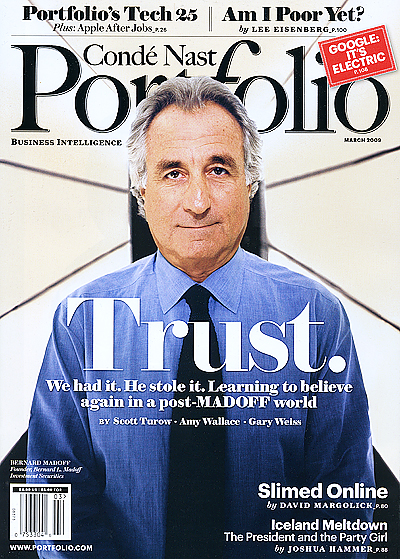 Portfolio's Tech 25
Plus: Apple After Jobs P.26
Am I Poor Yet?
by LEE EISENBERG P.100
GOOGLE:
IT'S
ELECTRIC
P.104
Condé Nast
Portfolio
BUSINESS INTELLIGENCE
MARCH 2009
Trust.
We had it. He stole it. Learning to believe
again in a post-MADOFF world
BY Scott Turow · Amy Wallace · Gary Weiss
BERNARD MADOFF
Founder, Bernard L. Madoff
Investment Securities
03>
WWW.PORTFOLIO.COM
Slimed Online
by DAVID MARGOLICK P.80
Iceland Meltdown
The President and the Party Girl
by JOSHUA HAMMER P.88